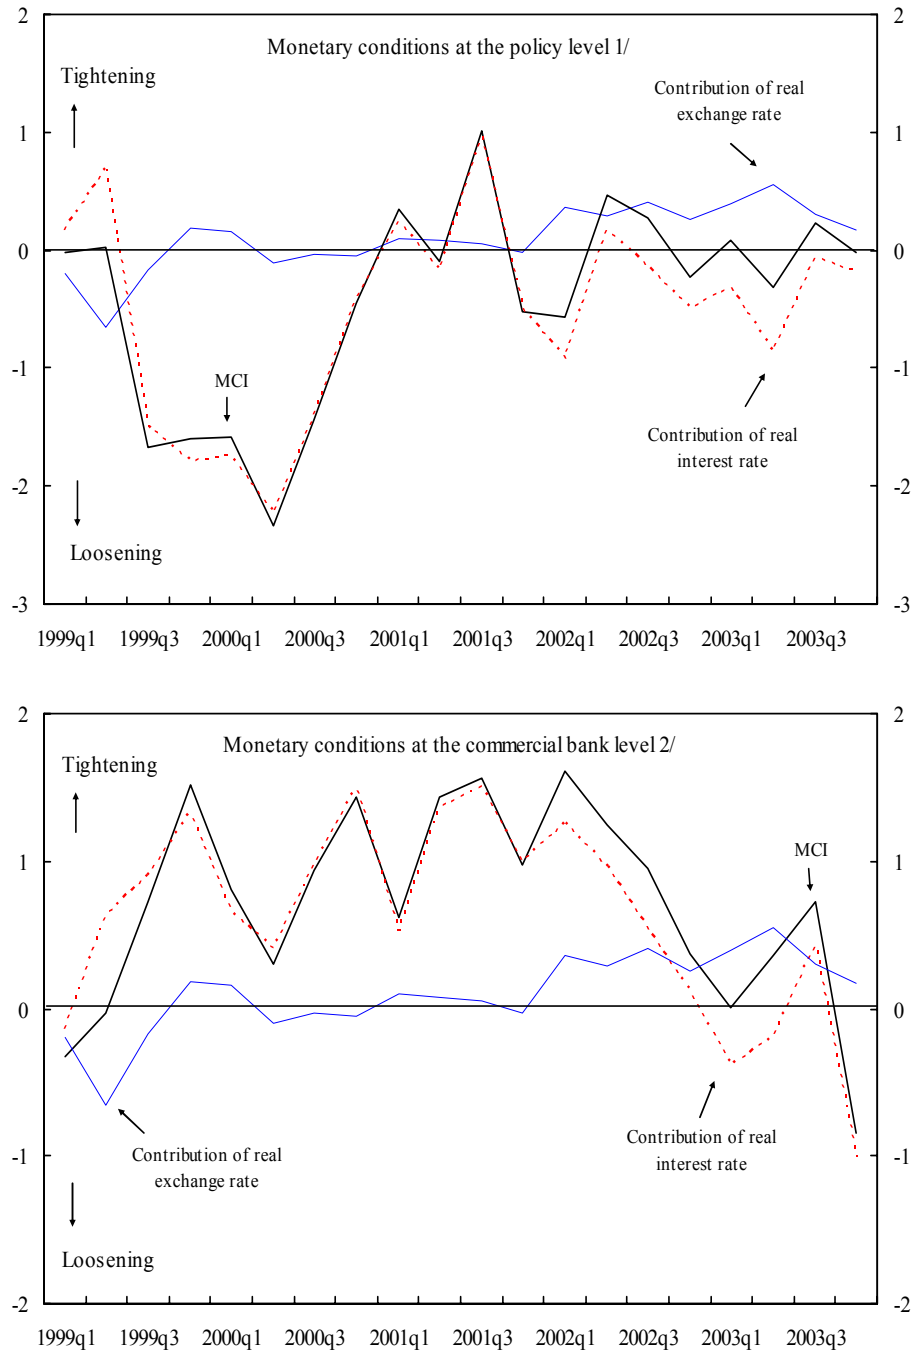 2 2
Monetary conditions at the policy level 1/
Tightening
Contribution of real
exchange rate
1 1
0 0
-1 -1
MCI
Contribution of real
interest rate
-2 -2
Loosening
-3 -3
1999q1 1999q3 2000q1 2000q3 2001q1 2001q3 2002q1 2002q3 2003q1 2003q3
2 2
Monetary conditions at the commercial bank level 2/
Tightening
MCI
1 1
0 0
Contribution of real
interest rate
Contribution of real
exchange rate
-1 -1
Loosening
-2 -2
1999q1 1999q3 2000q1 2000q3 2001q1 2001q3 2002q1 2002q3 2003q1 2003q3